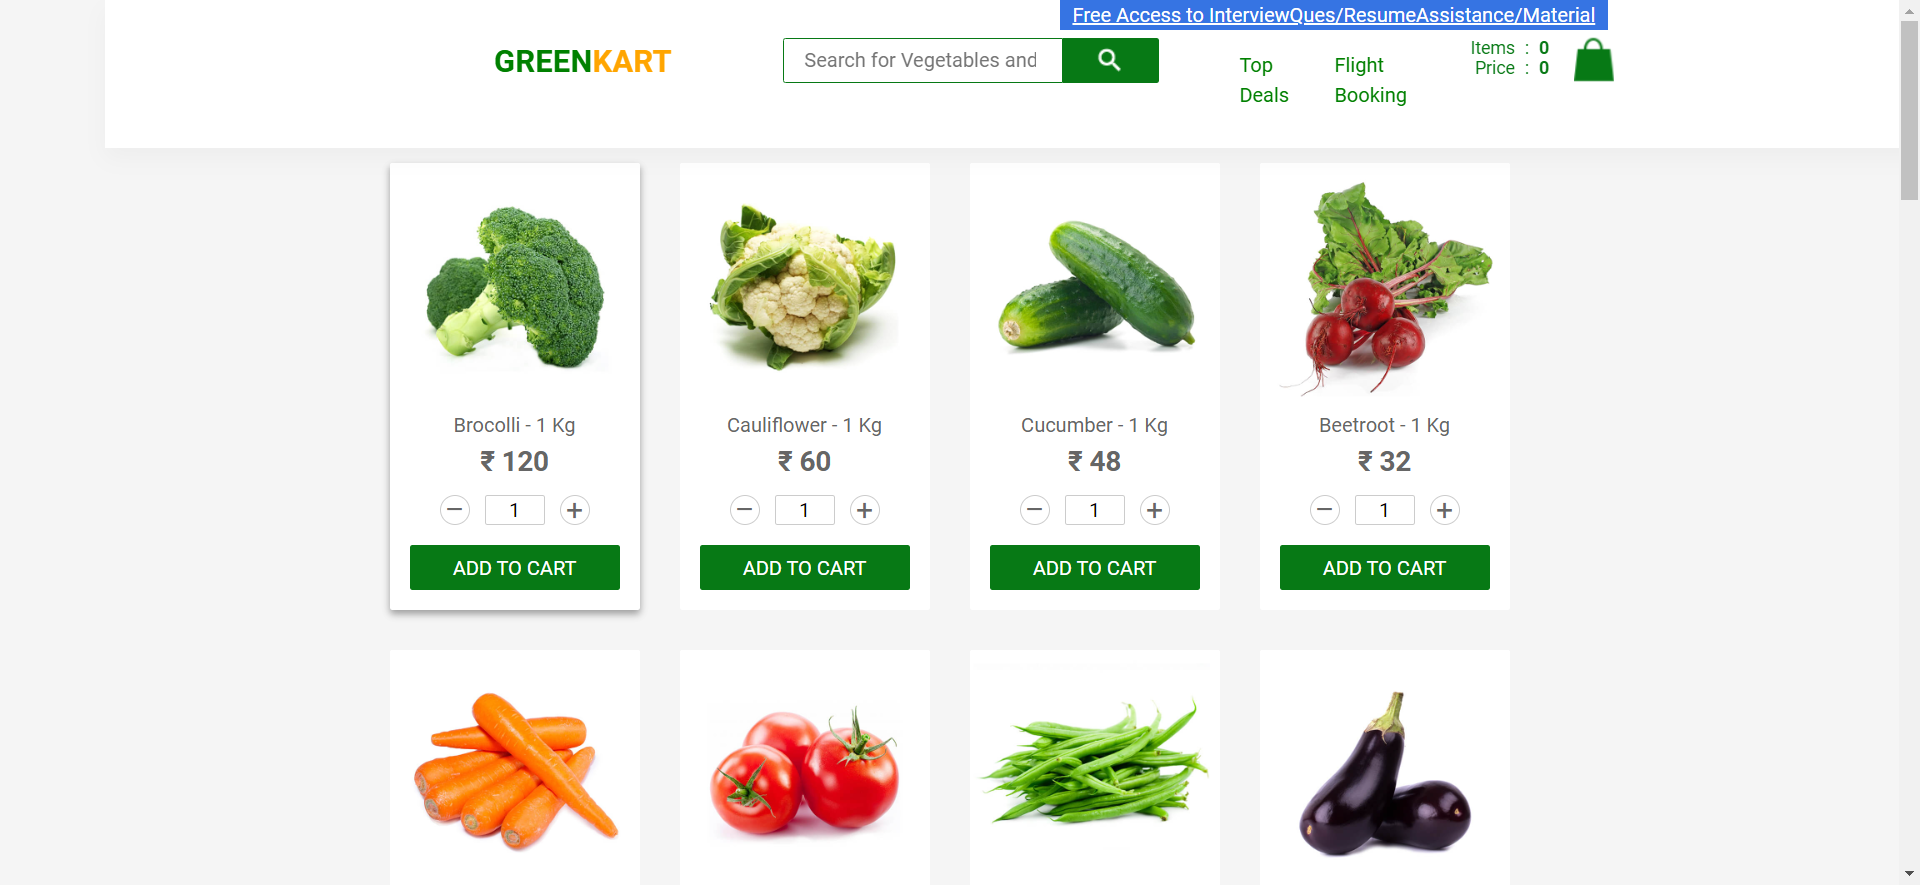 Free Access to InterviewQues/ResumeAssistance/Material
GREENKART
Search for Vegetables and
Top Deals
Flight Booking
Items : 0
Price : 0
Brocolli - 1 Kg
₹ 120
1
ADD TO CART
Cauliflower - 1 Kg
₹ 60
1
ADD TO CART
Cucumber - 1 Kg
₹ 48
1
ADD TO CART
Beetroot - 1 Kg
₹ 32
1
ADD TO CART